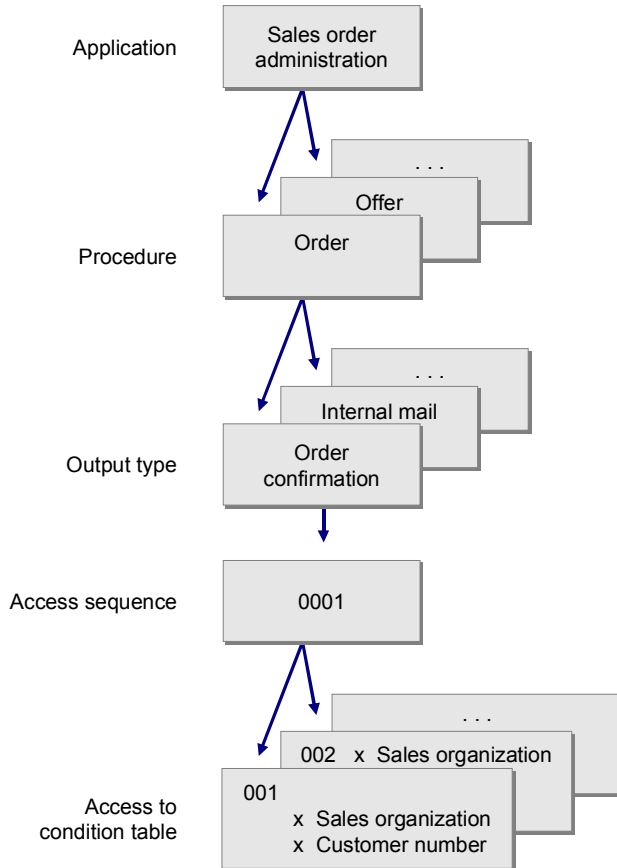 Application
Sales order
administration
. . .
Offer
Procedure
Order
. . .
Internal mail
Output type
Order
confirmation
Access sequence
0001
. . .
002 x Sales organization
001
Access to
condition table
x Sales organization
x Customer number